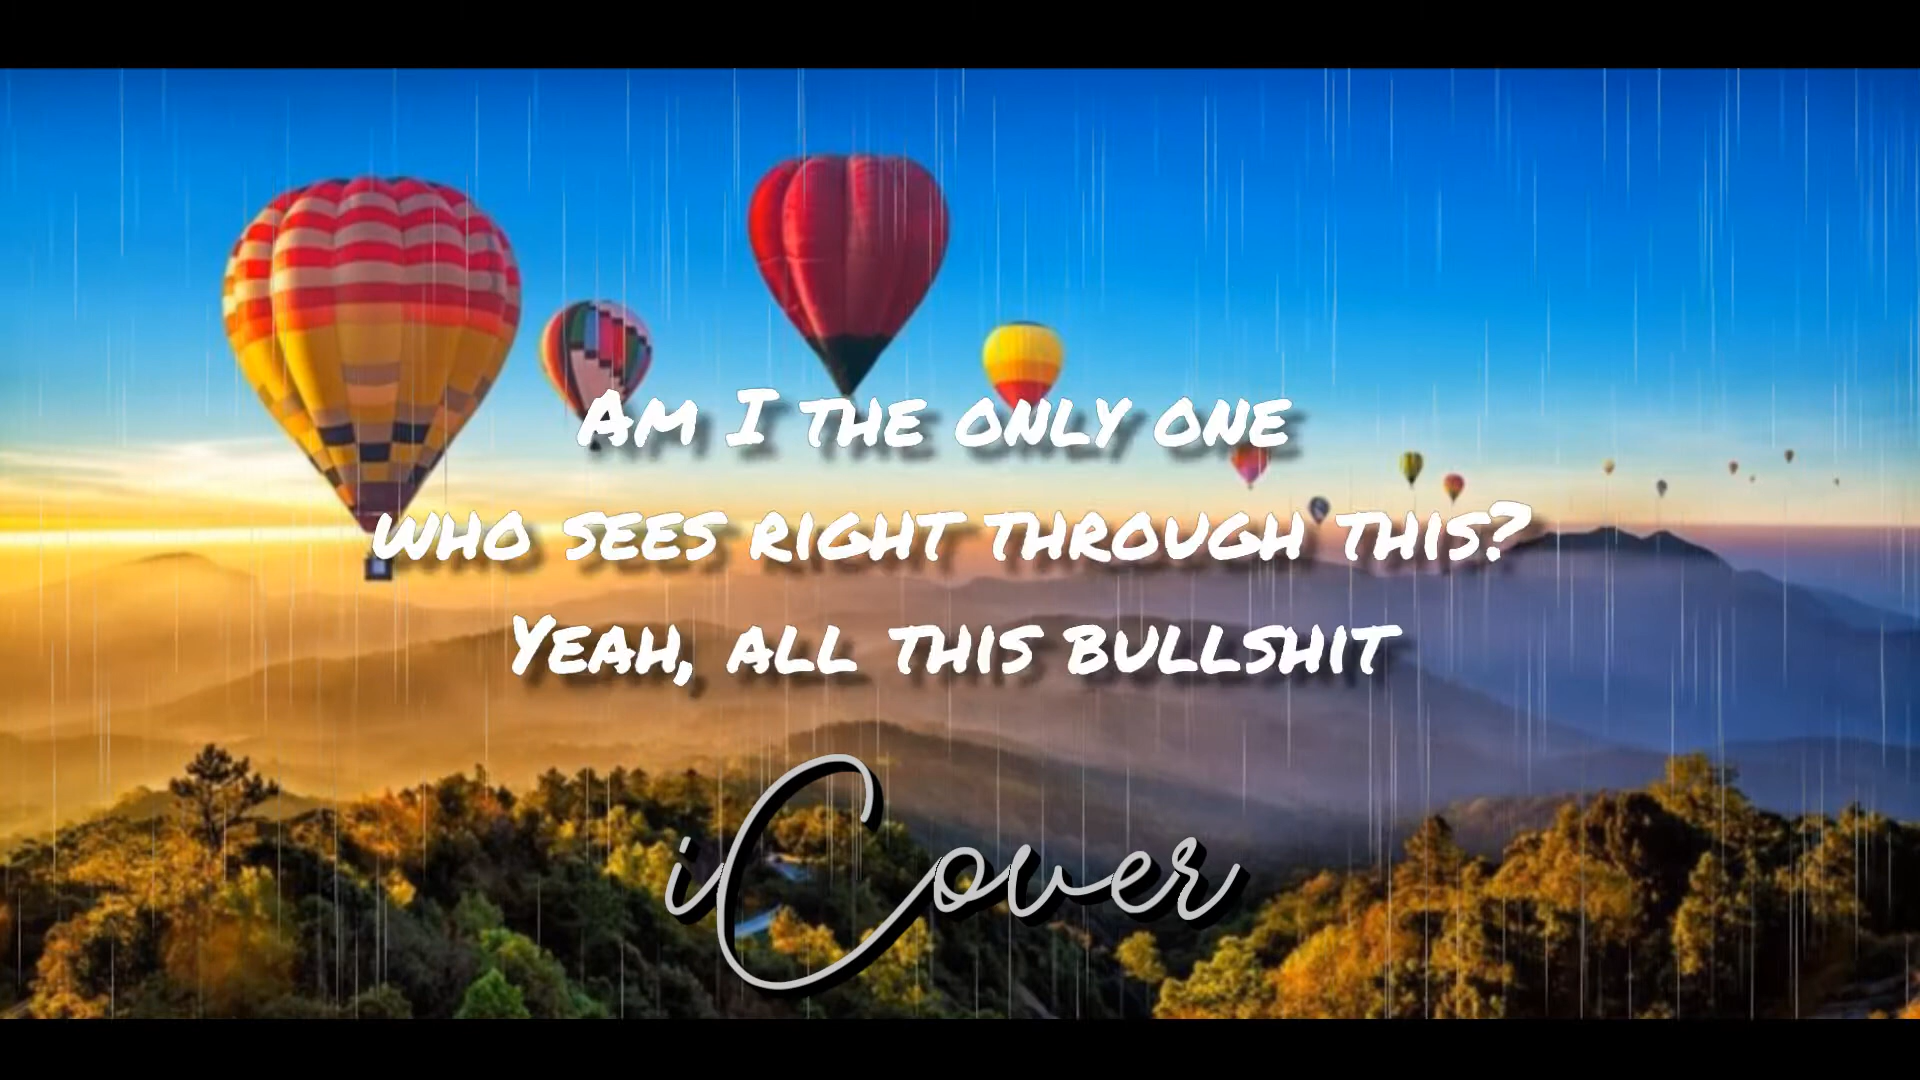 Am I the only one
who sees right through this?
Yeah, all this bullshit
iCover